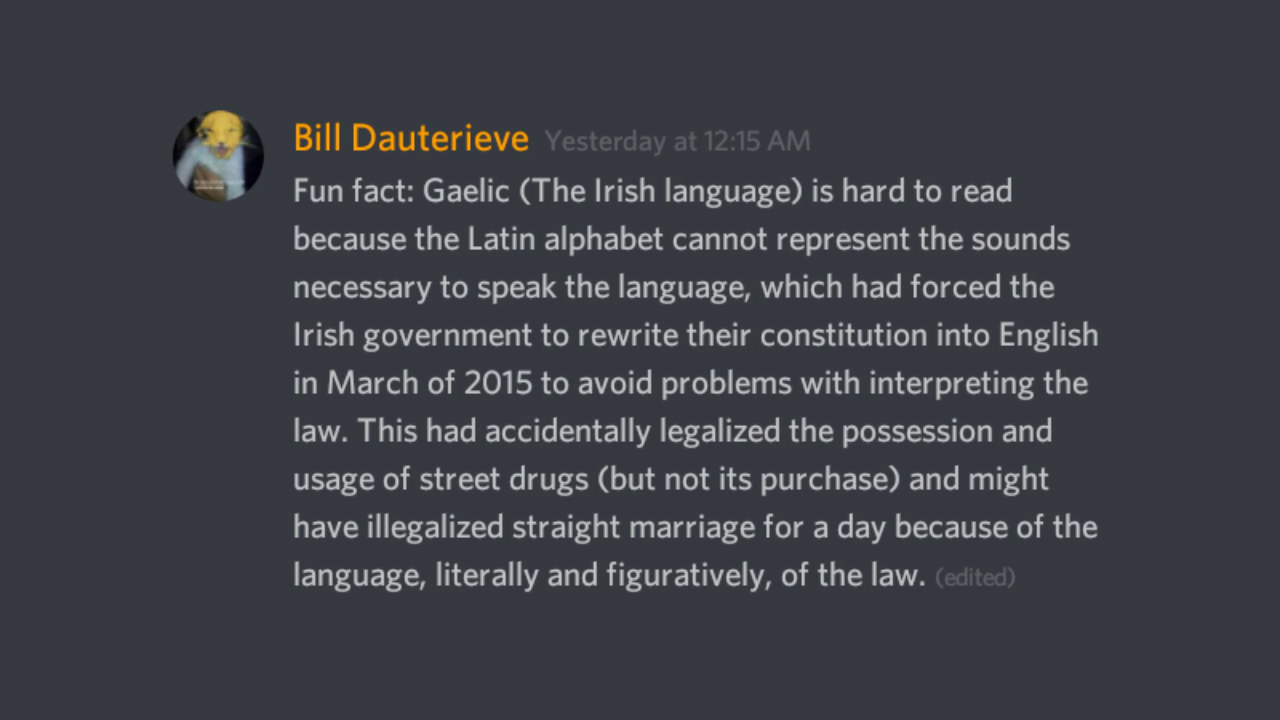 Bill Dauterieve Yesterday at 12:15 AM
Fun fact: Gaelic (The Irish language) is hard to read
because the Latin alphabet cannot represent the sounds
necessary to speak the language, which had forced the
Irish government to rewrite their constitution into English
in March of 2015 to avoid problems with interpreting the
law. This had accidentally legalized the possession and
usage of street drugs (but not its purchase) and might
have illegalized straight marriage for a day because of the
language, literally and figuratively, of the law. (edited)